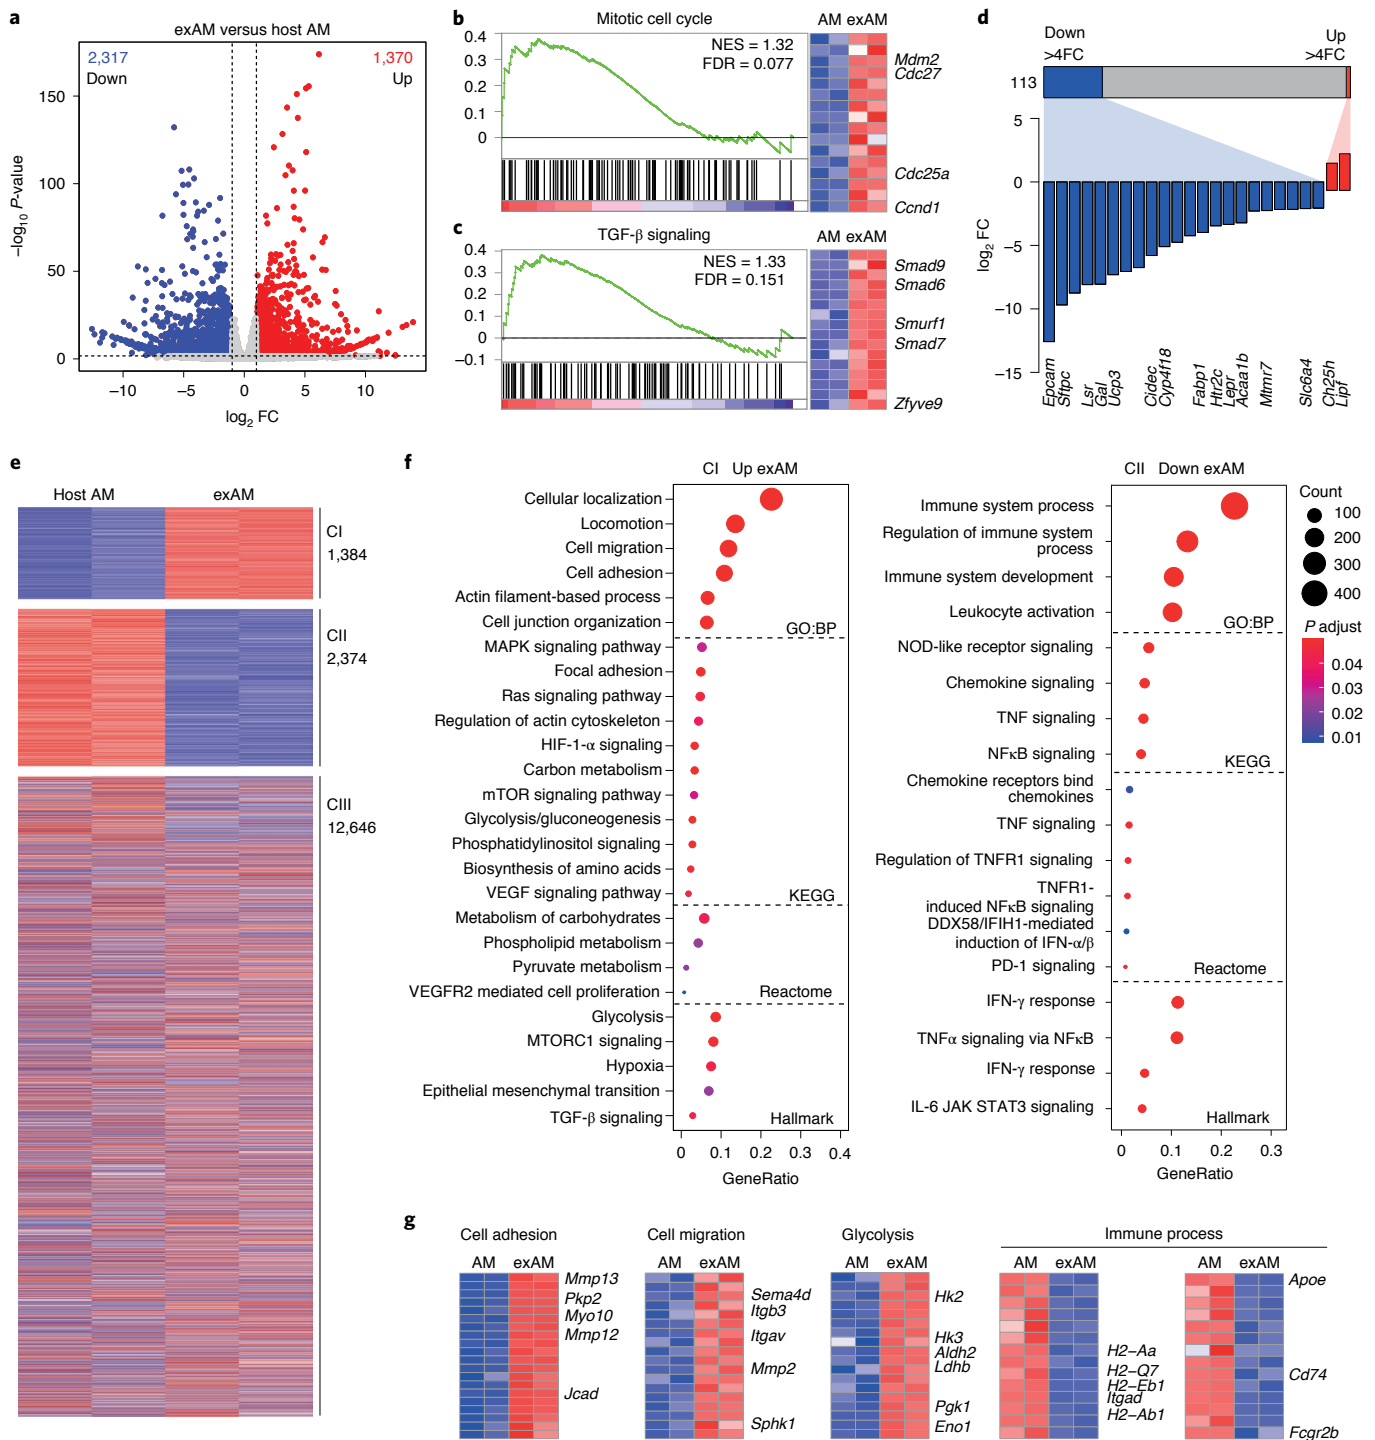 a
exAM versus host AM
2,317
Down
1,370
Up
150
100
50
0
−log10 P-value
−10
−5
0
5
10
log2 FC
b
Mitotic cell cycle
NES = 1.32
FDR = 0.077
0.4
0.3
0.2
0.1
0
AM exAM
Mdm2
Cdc27
Cdc25a
Ccnd1
c
TGF-β signaling
NES = 1.33
FDR = 0.151
0.4
0.3
0.2
0.1
0
−0.1
AM exAM
Smad9
Smad6
Smurf1
Smad7
Zfyve9
d
Down
>4FC
Up
>4FC
113
5
0
−5
−10
−15
log2 FC
Epcam
Sftpc
Lsr
Gal
Ucp3
Cidec
Cyp4f18
Fabp1
Htr2c
Lepr
Acaa1b
Mtmr7
Slc6a4
Ch25h
Lipf
e
Host AM
exAM
CI
1,384
CII
2,374
CIII
12,646
f
CI Up exAM
Cellular localization
Locomotion
Cell migration
Cell adhesion
Actin filament-based process
Cell junction organization
GO:BP
MAPK signaling pathway
Focal adhesion
Ras signaling pathway
Regulation of actin cytoskeleton
HIF-1-α signaling
Carbon metabolism
mTOR signaling pathway
Glycolysis/gluconeogenesis
Phosphatidylinositol signaling
Biosynthesis of amino acids
VEGF signaling pathway
KEGG
Metabolism of carbohydrates
Phospholipid metabolism
Pyruvate metabolism
VEGFR2 mediated cell proliferation
Reactome
Glycolysis
MTORC1 signaling
Hypoxia
Epithelial mesenchymal transition
TGF-β signaling
Hallmark
0
0.1
0.2
0.3
0.4
GeneRatio
CII Down exAM
Immune system process
Regulation of immune system
process
Immune system development
Leukocyte activation
GO:BP
NOD-like receptor signaling
Chemokine signaling
TNF signaling
NFκB signaling
KEGG
Chemokine receptors bind
chemokines
TNF signaling
Regulation of TNFR1 signaling
TNFR1-
induced NFκB signaling
DDX58/IFIH1-mediated
induction of IFN-α/β
PD-1 signaling
Reactome
IFN-γ response
TNFα signaling via NFκB
IFN-γ response
IL-6 JAK STAT3 signaling
Hallmark
0
0.1
0.2
0.3
GeneRatio
Count
100
200
300
400
P adjust
0.04
0.03
0.02
0.01
g
Cell adhesion
AM exAM
Mmp13
Pkp2
Myo10
Mmp12
Jcad
Cell migration
AM exAM
Sema4d
Itgb3
Itgav
Mmp2
Sphk1
Glycolysis
AM exAM
Hk2
Hk3
Aldh2
Ldhb
Pgk1
Eno1
Immune process
AM exAM
H2−Aa
H2−Q7
H2−Eb1
Itgad
H2−Ab1
AM exAM
Apoe
Cd74
Fcgr2b